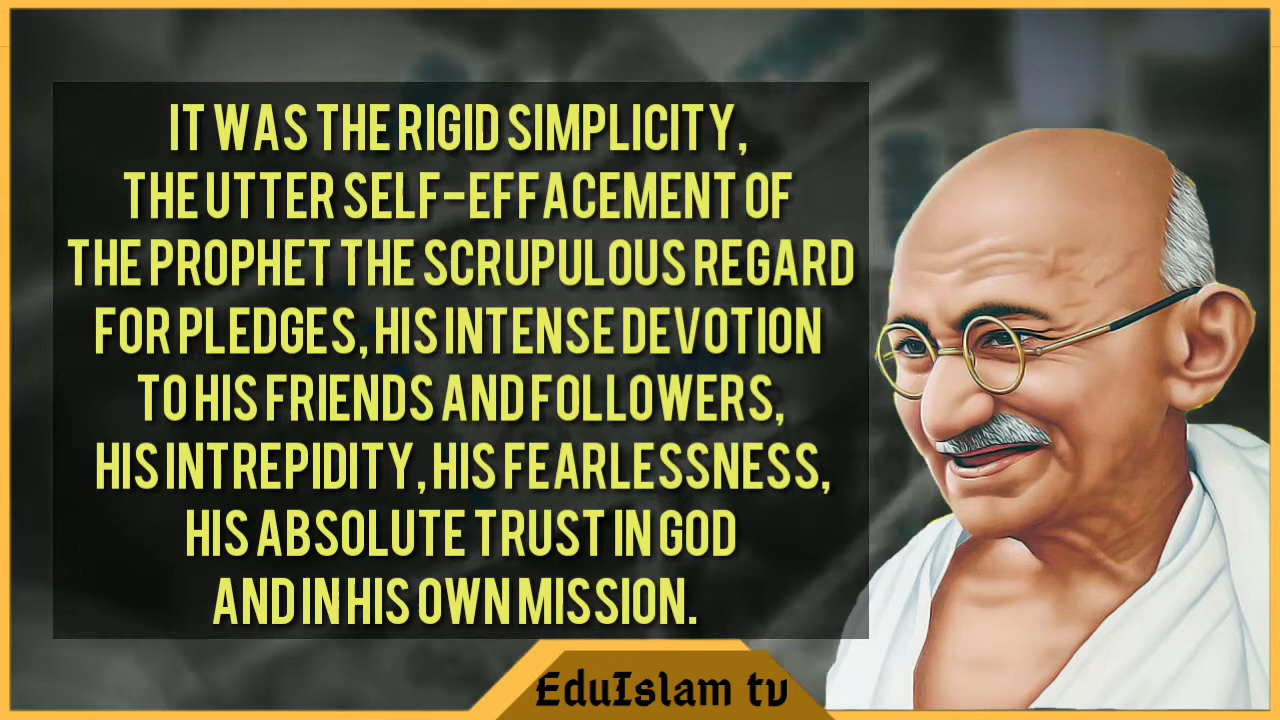 IT WAS THE RIGID SIMPLICITY,
THE UTTER SELF-EFFACEMENT OF
THE PROPHET THE SCRUPULOUS REGARD
FOR PLEDGES, HIS INTENSE DEVOTION
TO HIS FRIENDS AND FOLLOWERS,
HIS INTREPIDITY, HIS FEARLESSNESS,
HIS ABSOLUTE TRUST IN GOD
AND IN HIS OWN MISSION.
EduIslam tv